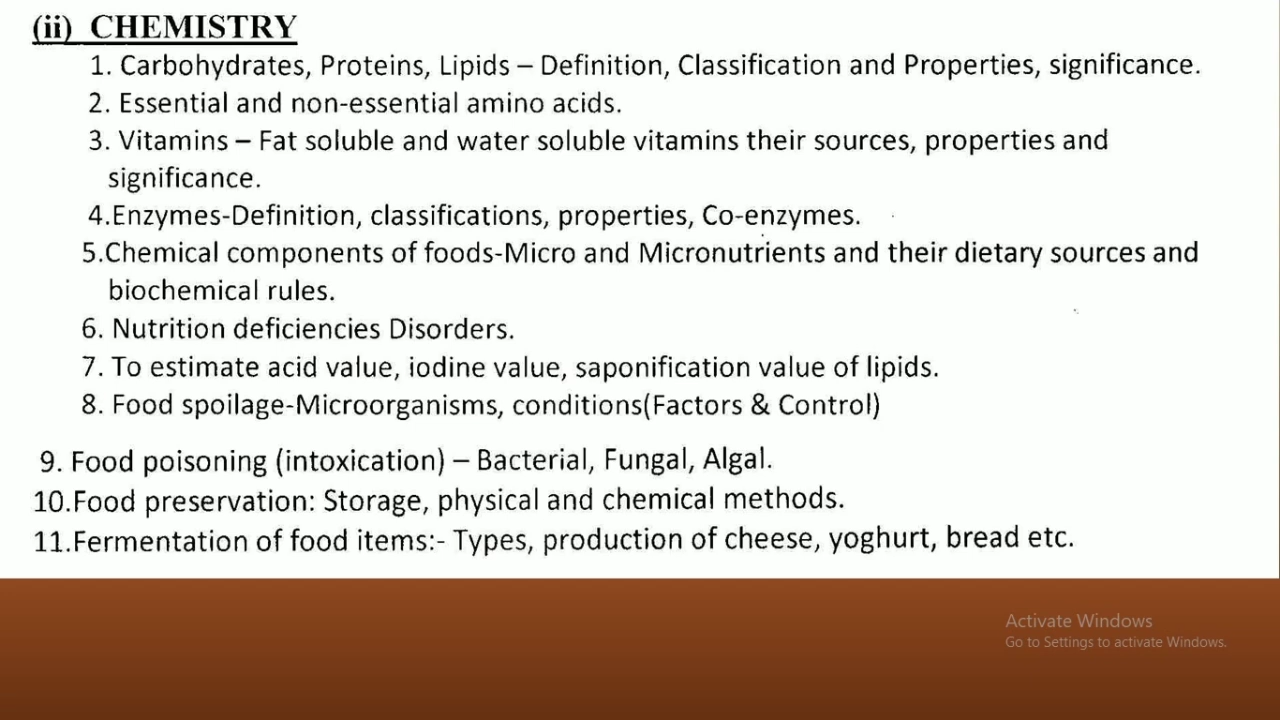 (ii) CHEMISTRY
1. Carbohydrates, Proteins, Lipids – Definition, Classification and Properties, significance.
2. Essential and non-essential amino acids.
3. Vitamins – Fat soluble and water soluble vitamins their sources, properties and
significance.
4.Enzymes-Definition, classifications, properties, Co-enzymes.
5.Chemical components of foods-Micro and Micronutrients and their dietary sources and
biochemical rules.
6. Nutrition deficiencies Disorders.
7. To estimate acid value, iodine value, saponification value of lipids.
8. Food spoilage-Microorganisms, conditions(Factors & Control)
9. Food poisoning (intoxication) – Bacterial, Fungal, Algal.
10.Food preservation: Storage, physical and chemical methods.
11.Fermentation of food items:- Types, production of cheese, yoghurt, bread etc.
Activate Windows
Go to Settings to activate Windows.